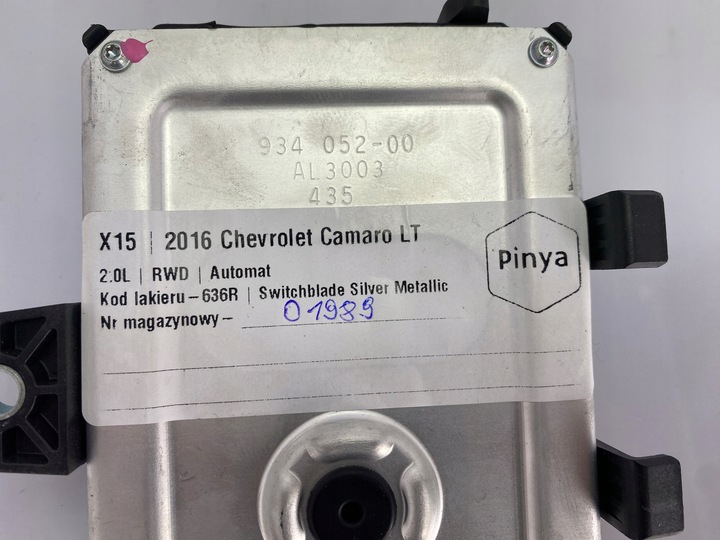 934 052-00
AL3003
435
X15 | 2016 Chevrolet Camaro LT
Pinya
2.0L | RWD | Automat
Kod lakieru – 636R | Switchblade Silver Metallic
Nr magazynowy – 01989